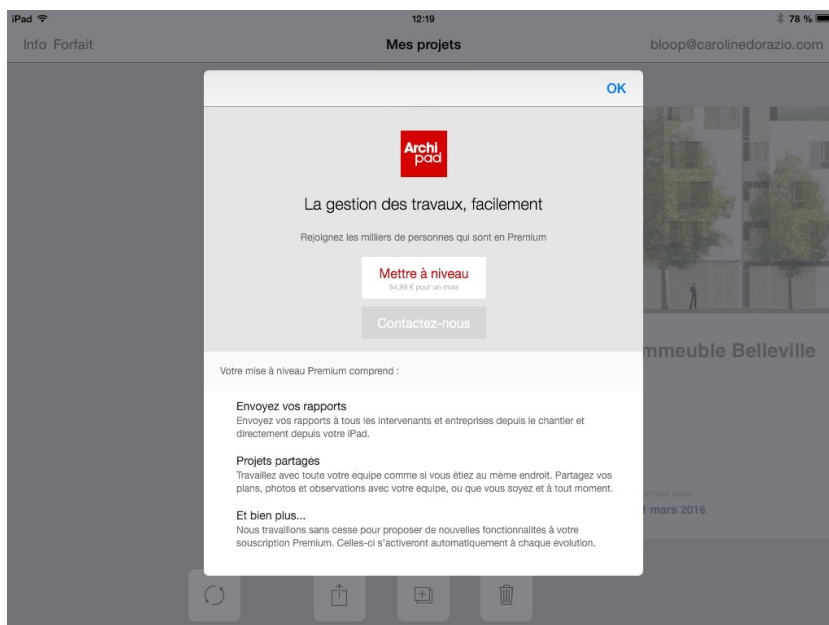 iPad 12:19 78 %
Info Forfait Mes projets bloop@carolinedorazio.com
OK
Archi
pad
La gestion des travaux, facilement
Rejoignez les milliers de personnes qui sont en Premium
Mettre à niveau
54,99 € pour un mois
Contactez-nous
mmeuble Belleville
Votre mise à niveau Premium comprend :
Envoyez vos rapports
Envoyez vos rapports à tous les intervenants et entreprises depuis le chantier et
directement depuis votre iPad.
Projets partagés
Travaillez avec toute votre équipe comme si vous étiez au même endroit. Partagez vos
plans, photos et observations avec votre équipe, ou que vous soyez et à tout moment.
ernière visite
mars 2016
Et bien plus...
Nous travaillons sans cesse pour proposer de nouvelles fonctionnalités à votre
souscription Premium. Celles-ci s'activeront automatiquement à chaque évolution.